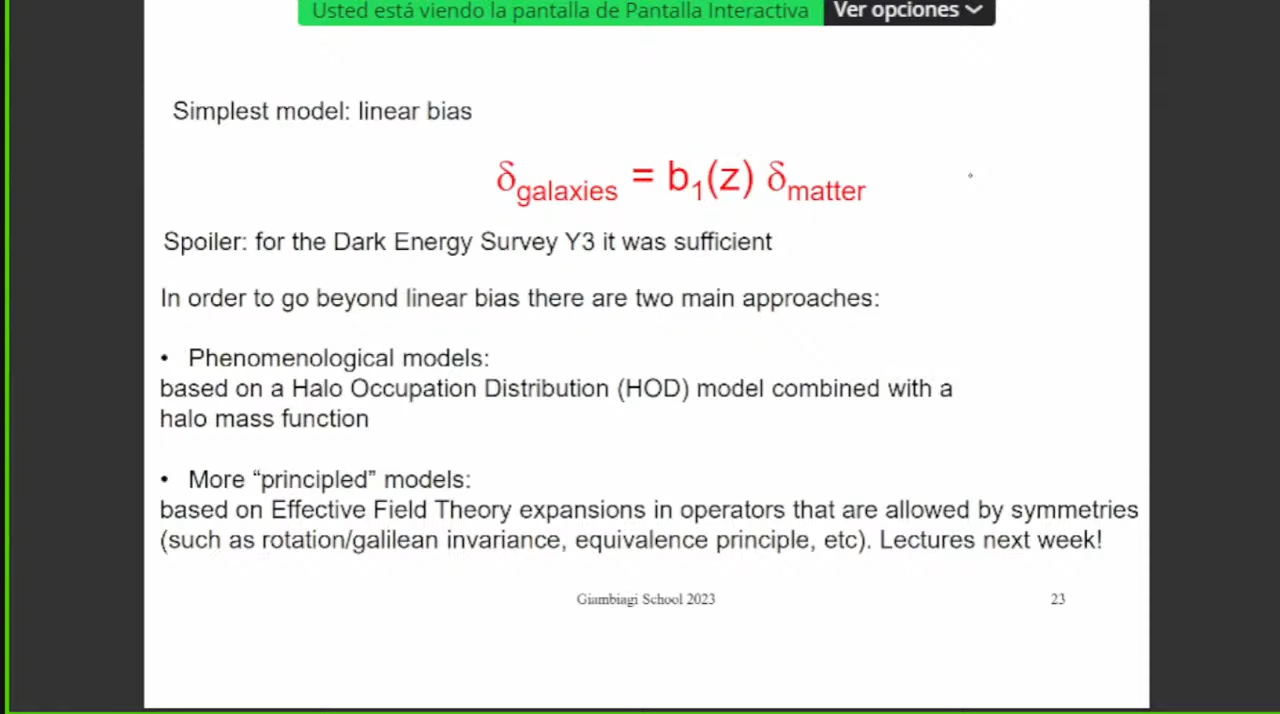 Usted está viendo la pantalla de Pantalla Interactiva Ver opciones
Simplest model: linear bias
δgalaxies = b1(z) δmatter
Spoiler: for the Dark Energy Survey Y3 it was sufficient
In order to go beyond linear bias there are two main approaches:
• Phenomenological models:
based on a Halo Occupation Distribution (HOD) model combined with a
halo mass function
• More “principled” models:
based on Effective Field Theory expansions in operators that are allowed by symmetries
(such as rotation/galilean invariance, equivalence principle, etc). Lectures next week!
Giambiagi School 2023 23